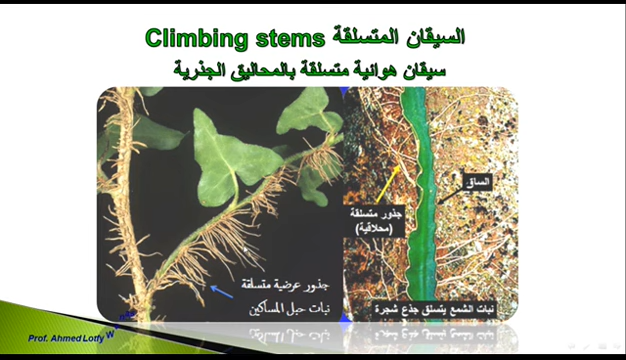 السيقان المتسلقة Climbing stems
سيقان هوائية متسلقة بالمحاليق الجذرية
الساق
جذور متسلقة
(محلاقية)
جذور عرضية متسلقة
نبات حبل المساكين
نبات الشمع يتسلق جذع شجرة
Prof. Ahmed Lotfy